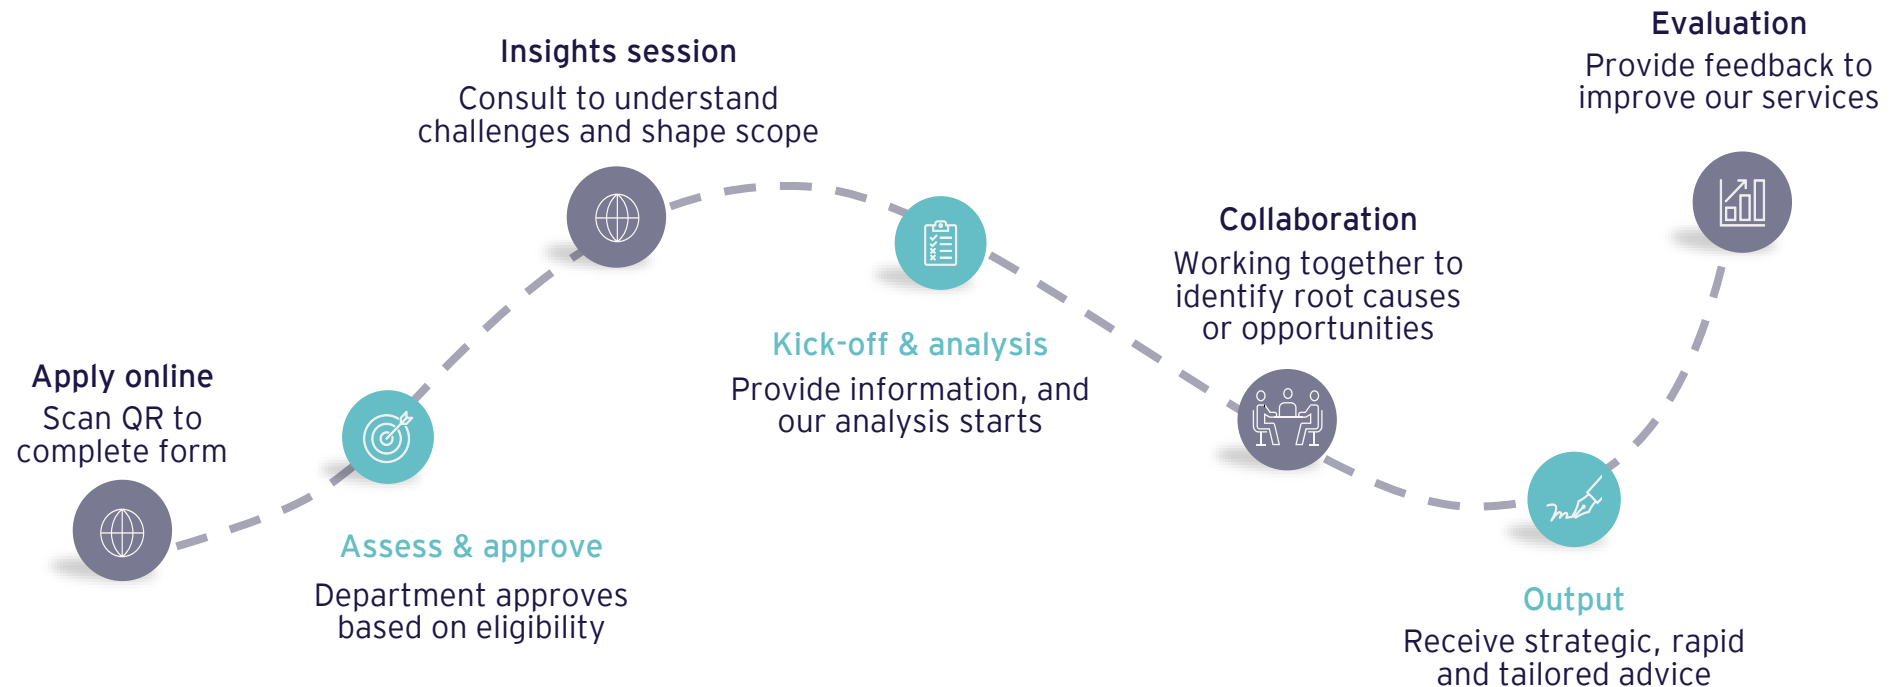 Apply online
Scan QR to
complete form
Assess & approve
Department approves
based on eligibility
Insights session
Consult to understand
challenges and shape scope
Kick-off & analysis
Provide information, and
our analysis starts
Collaboration
Working together to
identify root causes
or opportunities
Output
Receive strategic, rapid
and tailored advice
Evaluation
Provide feedback to
improve our services